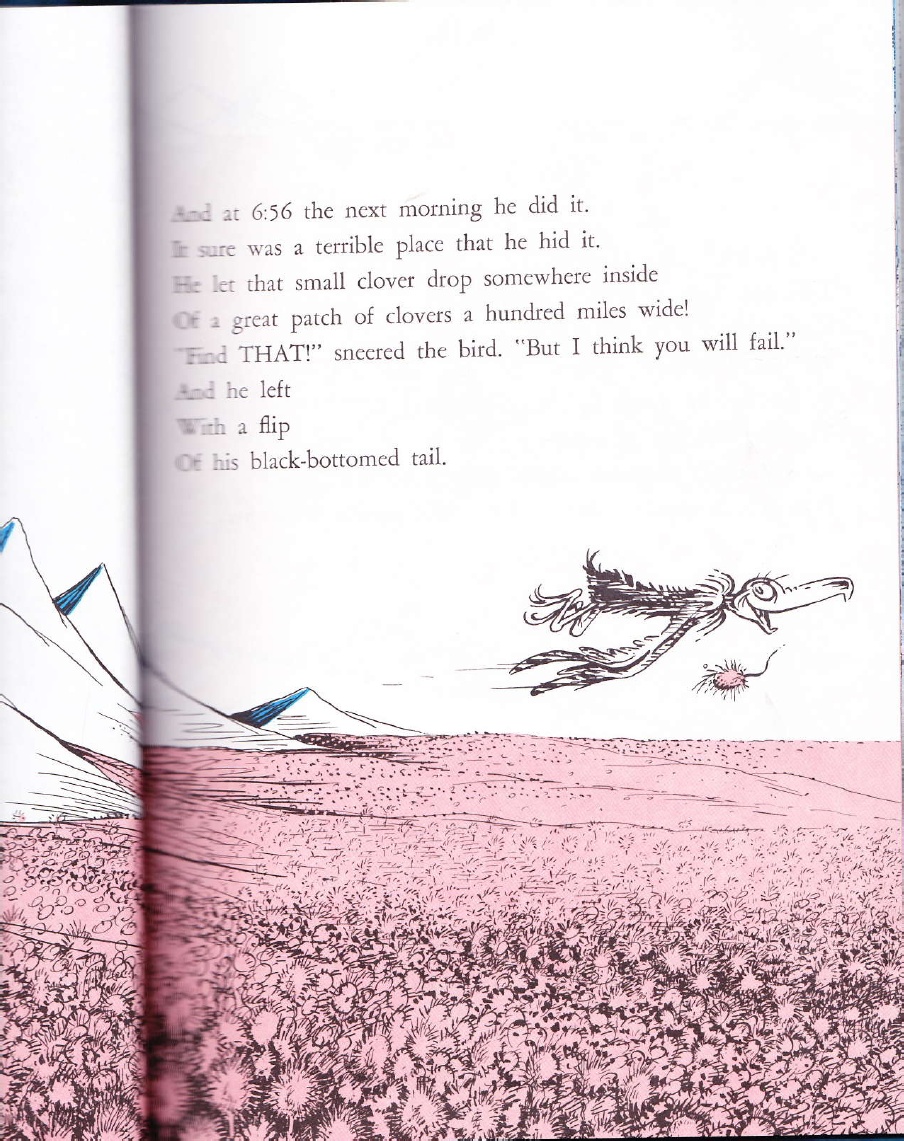 And at 6:56 the next morning he did it.
It sure was a terrible place that he hid it.
He let that small clover drop somewhere inside
Of a great patch of clovers a hundred miles wide!
"Find THAT!" sneered the bird. "But I think you will fail."
And he left
With a flip
Of his black-bottomed tail.